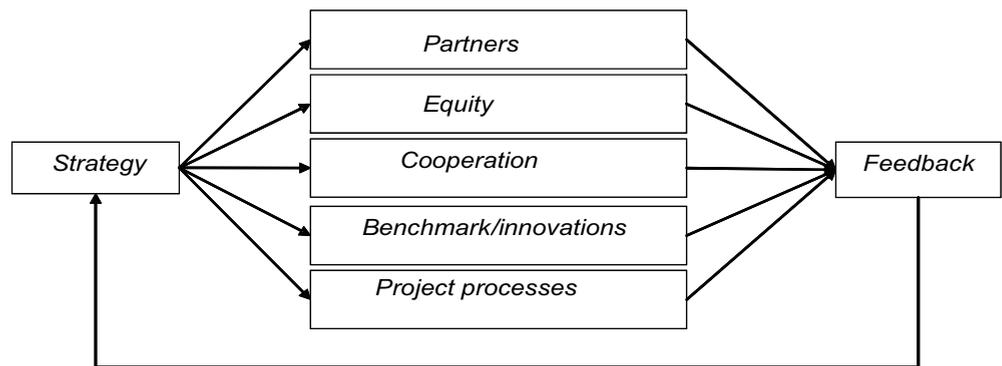 Partners
Equity
Strategy
Cooperation
Feedback
Benchmark/innovations
Project processes